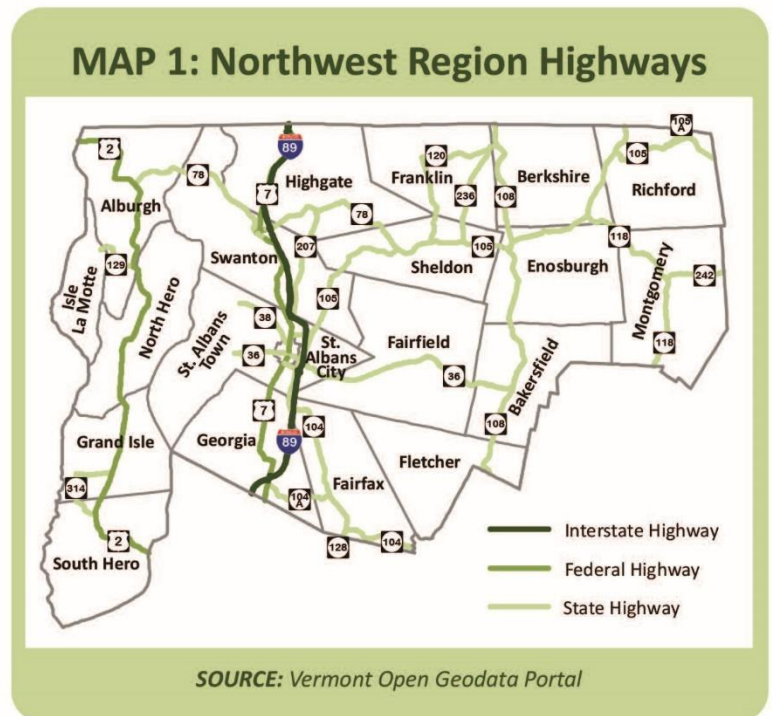 MAP 1: Northwest Region Highways
105
A
2
89
120
105
Franklin
Berkshire
78
Highgate
7
236
108
Richford
Alburgh
78
207
118
Swanton
105
Sheldon
Enosburgh
129
242
Isle
La Motte
North Hero
105
Montgomery
38
St. Albans
Town
St.
Albans
City
Fairfield
36
118
36
Bakersfield
7
108
Georgia
104
89
Grand Isle
Fletcher
Fairfax
314
104
A
128
104
2
South Hero
Interstate Highway
Federal Highway
State Highway
SOURCE: Vermont Open Geodata Portal